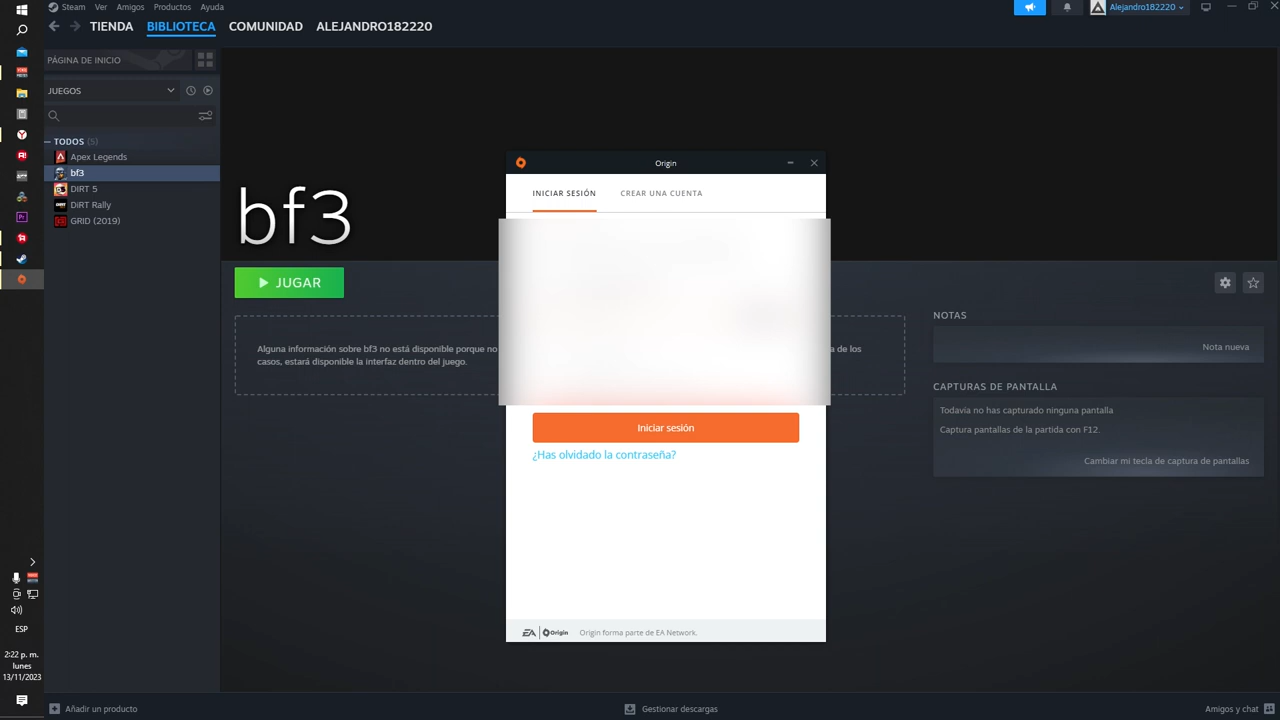 Steam Ver Amigos Productos Ayuda
Alejandro182220
TIENDA BIBLIOTECA COMUNIDAD ALEJANDRO182220
PÁGINA DE INICIO
JUEGOS
TODOS (5)
Apex Legends
bf3
DIRT 5
DiRT Rally
GRID (2019)
bf3
JUGAR
Alguna información sobre bf3 no está disponible porque no
a de los
casos, estará disponible la interfaz dentro del juego.
NOTAS
Nota nueva
CAPTURAS DE PANTALLA
Todavía no has capturado ninguna pantalla
Captura pantallas de la partida con F12.
Cambiar mi tecla de captura de pantallas
Origin
INICIAR SESIÓN CREAR UNA CUENTA
Iniciar sesión
¿Has olvidado la contraseña?
EA Origin Origin forma parte de EA Network.
ESP
2:22 p. m.
lunes
13/11/2023
Añadir un producto
Gestionar descargas
Amigos y chat